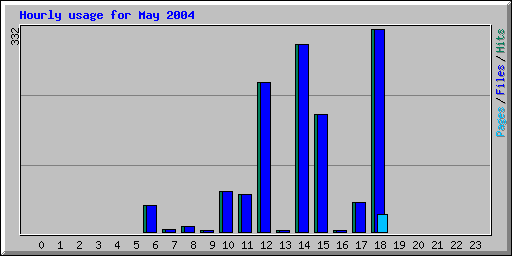 Hourly usage for May 2004
332
Pages/Files/Hits
0 1 2 3 4 5 6 7 8 9 10 11 12 13 14 15 16 17 18 19 20 21 22 23